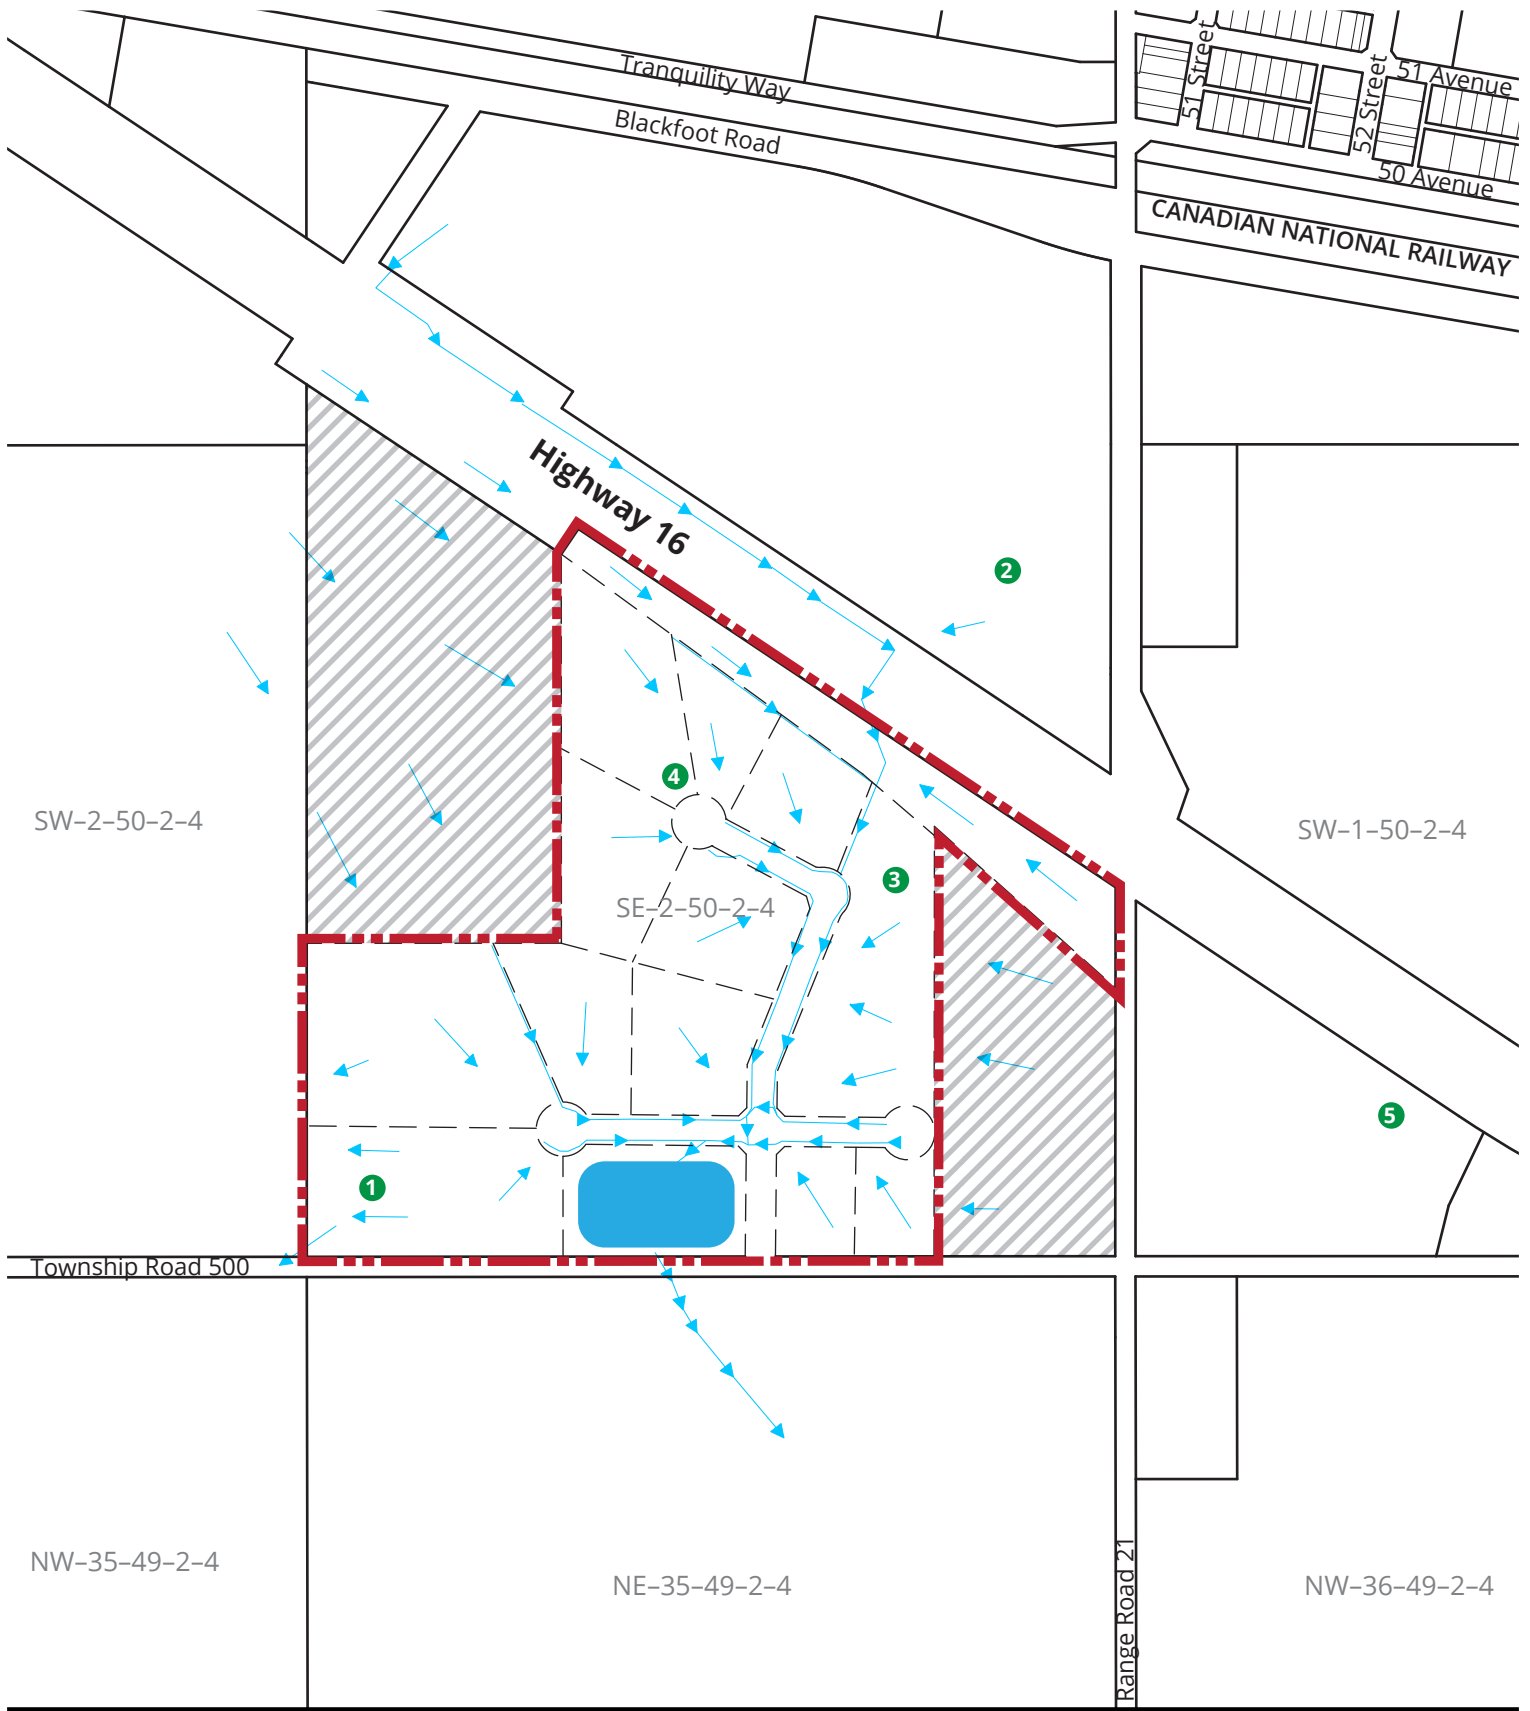 Tranquility Way
Blackfoot Road
51 Street
52 Street
51 Avenue
50 Avenue
CANADIAN NATIONAL RAILWAY
Highway 16
2
4
SW–2–50–2–4
SW–1–50–2–4
3
SE–2–50–2–4
5
1
Township Road 500
NW–35–49–2–4
NE–35–49–2–4
NW–36–49–2–4
Range Road 21